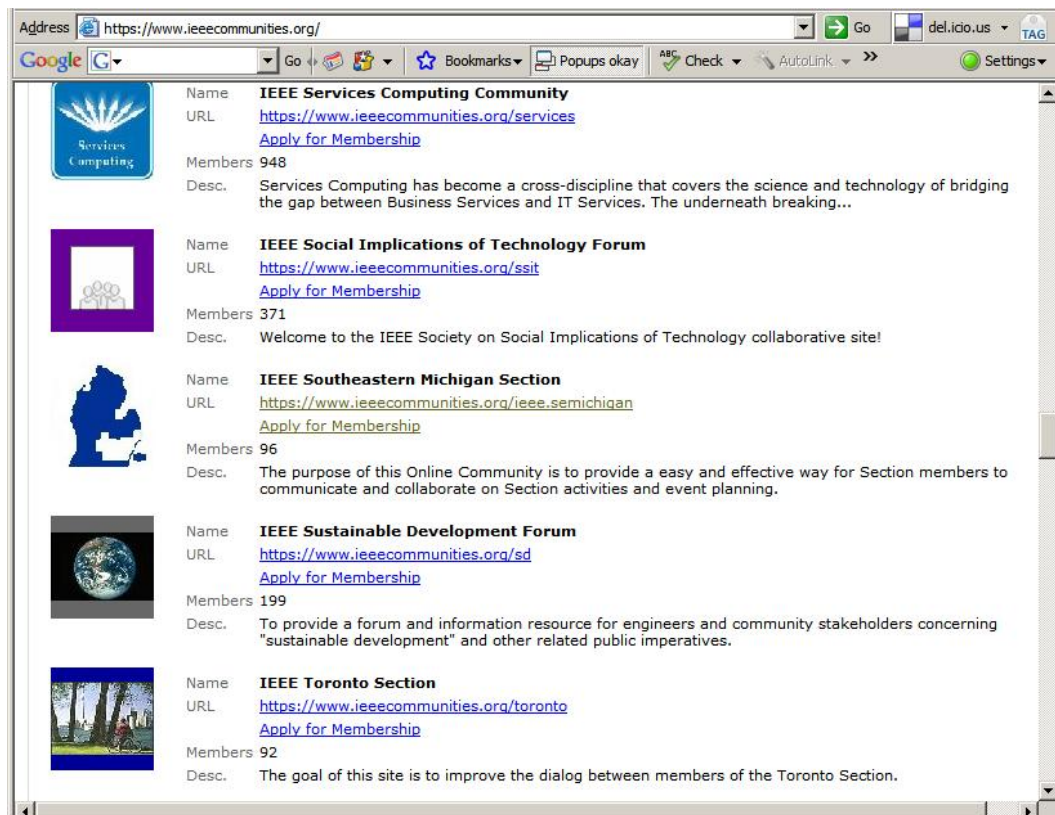 Address https://www.ieeecommunities.org/ Go del.icio.us TAG
Google G Go Bookmarks Popups okay ABC Check AutoLink >> Settings
Services
Computing
Name IEEE Services Computing Community
URL https://www.ieeecommunities.org/services
Apply for Membership
Members 948
Desc. Services Computing has become a cross-discipline that covers the science and technology of bridging
the gap between Business Services and IT Services. The underneath breaking...
Name IEEE Social Implications of Technology Forum
URL https://www.ieeecommunities.org/ssit
Apply for Membership
Members 371
Desc. Welcome to the IEEE Society on Social Implications of Technology collaborative site!
Name IEEE Southeastern Michigan Section
URL https://www.ieeecommunities.org/ieee.semichigan
Apply for Membership
Members 96
Desc. The purpose of this Online Community is to provide a easy and effective way for Section members to
communicate and collaborate on Section activities and event planning.
Name IEEE Sustainable Development Forum
URL https://www.ieeecommunities.org/sd
Apply for Membership
Members 199
Desc. To provide a forum and information resource for engineers and community stakeholders concerning
"sustainable development" and other related public imperatives.
Name IEEE Toronto Section
URL https://www.ieeecommunities.org/toronto
Apply for Membership
Members 92
Desc. The goal of this site is to improve the dialog between members of the Toronto Section.